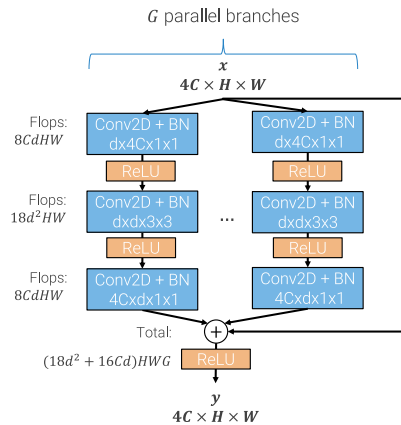 G parallel branches
x
4C × H × W
Flops:
8CdHW
Conv2D + BN
dx4Cx1x1
Conv2D + BN
dx4Cx1x1
ReLU
ReLU
Flops:
18d²HW
Conv2D + BN
dxdx3x3
...
Conv2D + BN
dxdx3x3
ReLU
ReLU
Flops:
8CdHW
Conv2D + BN
4Cxdx1x1
Conv2D + BN
4Cxdx1x1
Total:
+
(18d² + 16Cd)HWG
ReLU
y
4C × H × W